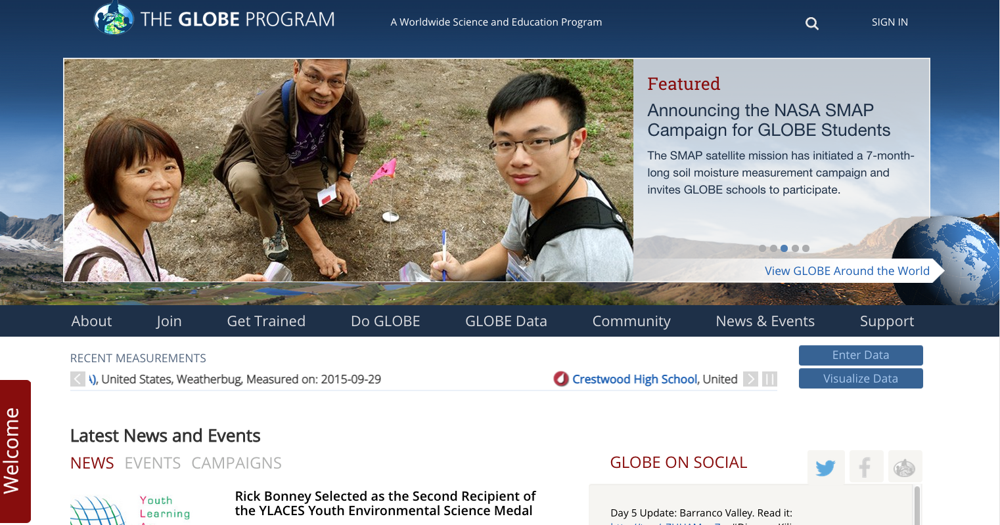 THE GLOBE PROGRAM
A Worldwide Science and Education Program
SIGN IN
Featured
Announcing the NASA SMAP
Campaign for GLOBE Students
The SMAP satellite mission has initiated a 7-month-
long soil moisture measurement campaign and
invites GLOBE schools to participate.
View GLOBE Around the World
About Join Get Trained Do GLOBE GLOBE Data Community News & Events Support
RECENT MEASUREMENTS
), United States, Weatherbug, Measured on: 2015-09-29
Crestwood High School, United
Enter Data
Visualize Data
Welcome
Latest News and Events
NEWS EVENTS CAMPAIGNS
Youth
Learning
Rick Bonney Selected as the Second Recipient of
the YLACES Youth Environmental Science Medal
GLOBE ON SOCIAL
Day 5 Update: Barranco Valley. Read it: